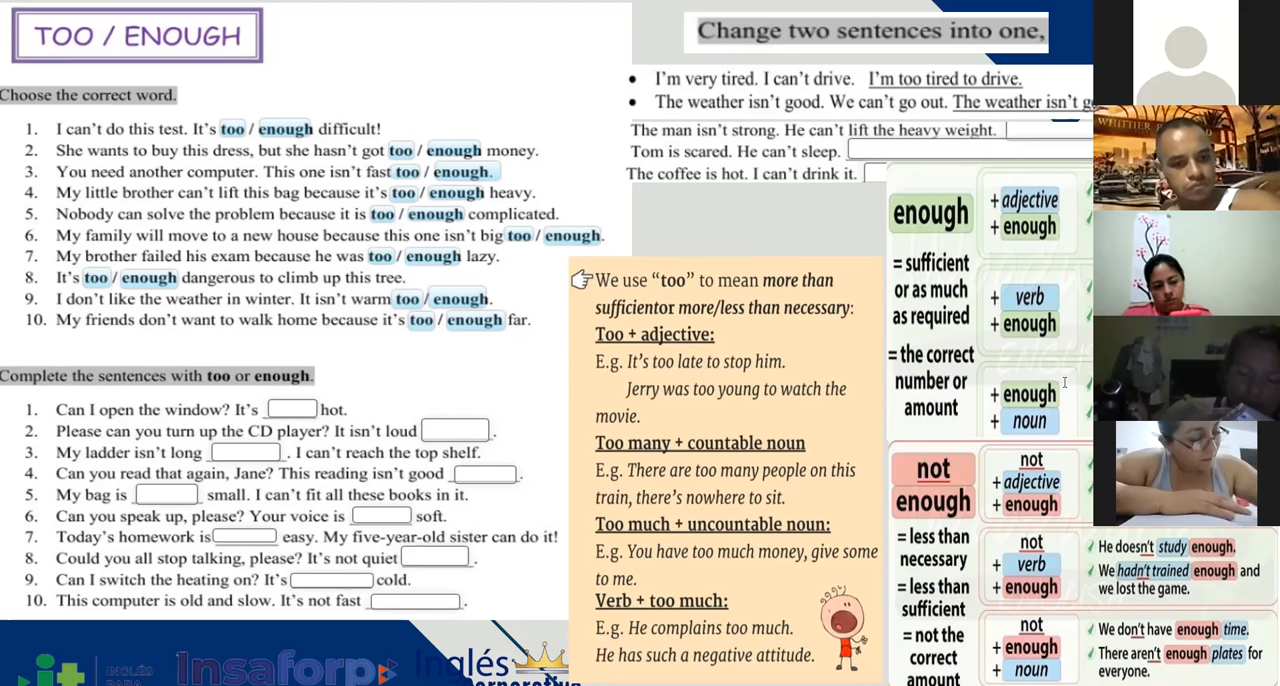 TOO / ENOUGH
Choose the correct word.
1. I can't do this test. It's too / enough difficult!
2. She wants to buy this dress, but she hasn't got too / enough money.
3. You need another computer. This one isn't fast too / enough.
4. My little brother can't lift this bag because it's too / enough heavy.
5. Nobody can solve the problem because it is too / enough complicated.
6. My family will move to a new house because this one isn't big too / enough.
7. My brother failed his exam because he was too / enough lazy.
8. It's too / enough dangerous to climb up this tree.
9. I don't like the weather in winter. It isn't warm too / enough.
10. My friends don't want to walk home because it's too / enough far.
Complete the sentences with too or enough.
1. Can I open the window? It's hot.
2. Please can you turn up the CD player? It isn't loud .
3. My ladder isn't long . I can't reach the top shelf.
4. Can you read that again, Jane? This reading isn't good .
5. My bag is small. I can't fit all these books in it.
6. Can you speak up, please? Your voice is soft.
7. Today's homework is easy. My five-year-old sister can do it!
8. Could you all stop talking, please? It's not quiet .
9. Can I switch the heating on? It's cold.
10. This computer is old and slow. It's not fast .
Change two sentences into one,
• I'm very tired. I can't drive. I'm too tired to drive.
• The weather isn't good. We can't go out. The weather isn't g
The man isn't strong. He can't lift the heavy weight.
Tom is scared. He can't sleep.
The coffee is hot. I can't drink it.
We use "too" to mean more than
sufficientor more/less than necessary:
Too + adjective:
E.g. It's too late to stop him.
Jerry was too young to watch the
movie.
Too many + countable noun
E.g. There are too many people on this
train, there's nowhere to sit.
Too much + uncountable noun:
E.g. You have too much money, give some
to me.
Verb + too much:
E.g. He complains too much.
He has such a negative attitude.
enough
= sufficient
or as much
as required
= the correct
number or
amount
+ adjective
+ enough
+ verb
+ enough
+ enough
+ noun
not
enough
= less than
necessary
= less than
sufficient
= not the
correct
amount
not
+ adjective
+ enough
not
+ verb
+ enough
✓ He doesn't study enough.
✓ We hadn't trained enough and
we lost the game.
not
+ enough
+ noun
✓ We don't have enough time.
✓ There aren't enough plates for
everyone.
INGLÉS
PARA
Insaforp
Inglés
WHITTIER